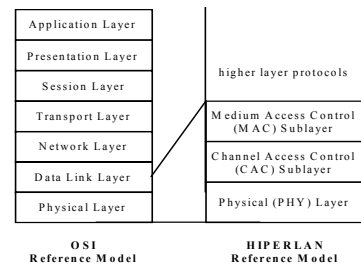 Application Layer
Presentation Layer
Session Layer
Transport Layer
Network Layer
Data Link Layer
Physical Layer
OSI
Reference Model
higher layer protocols
Medium Access Control
(MAC) Sublayer
Channel Access Control
(CAC) Sublayer
Physical (PHY) Layer
HIPERLAN
Reference Model